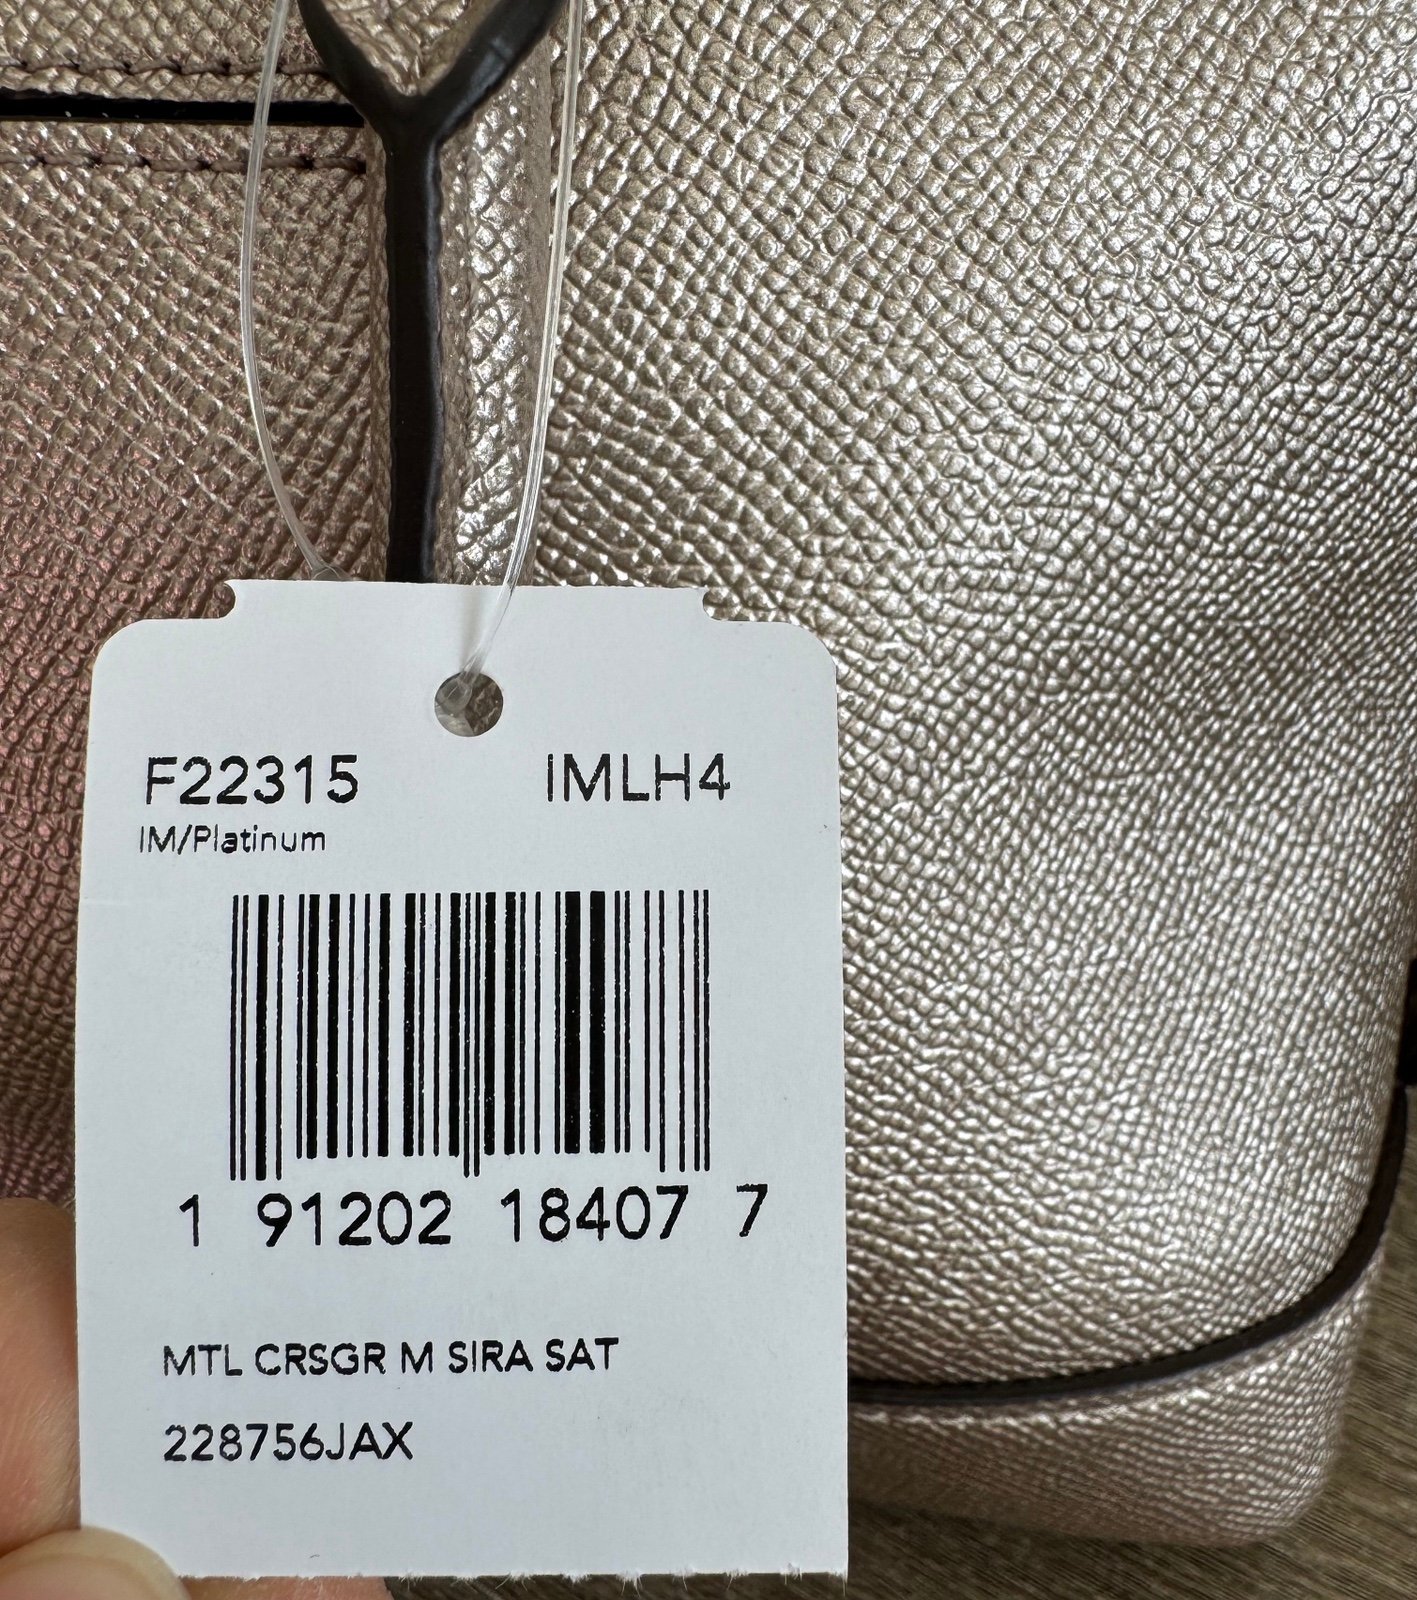 F22315 IMLH4
IM/Platinum
1 91202 18407 7
MTL CRSGR M SIRA SAT
228756JAX